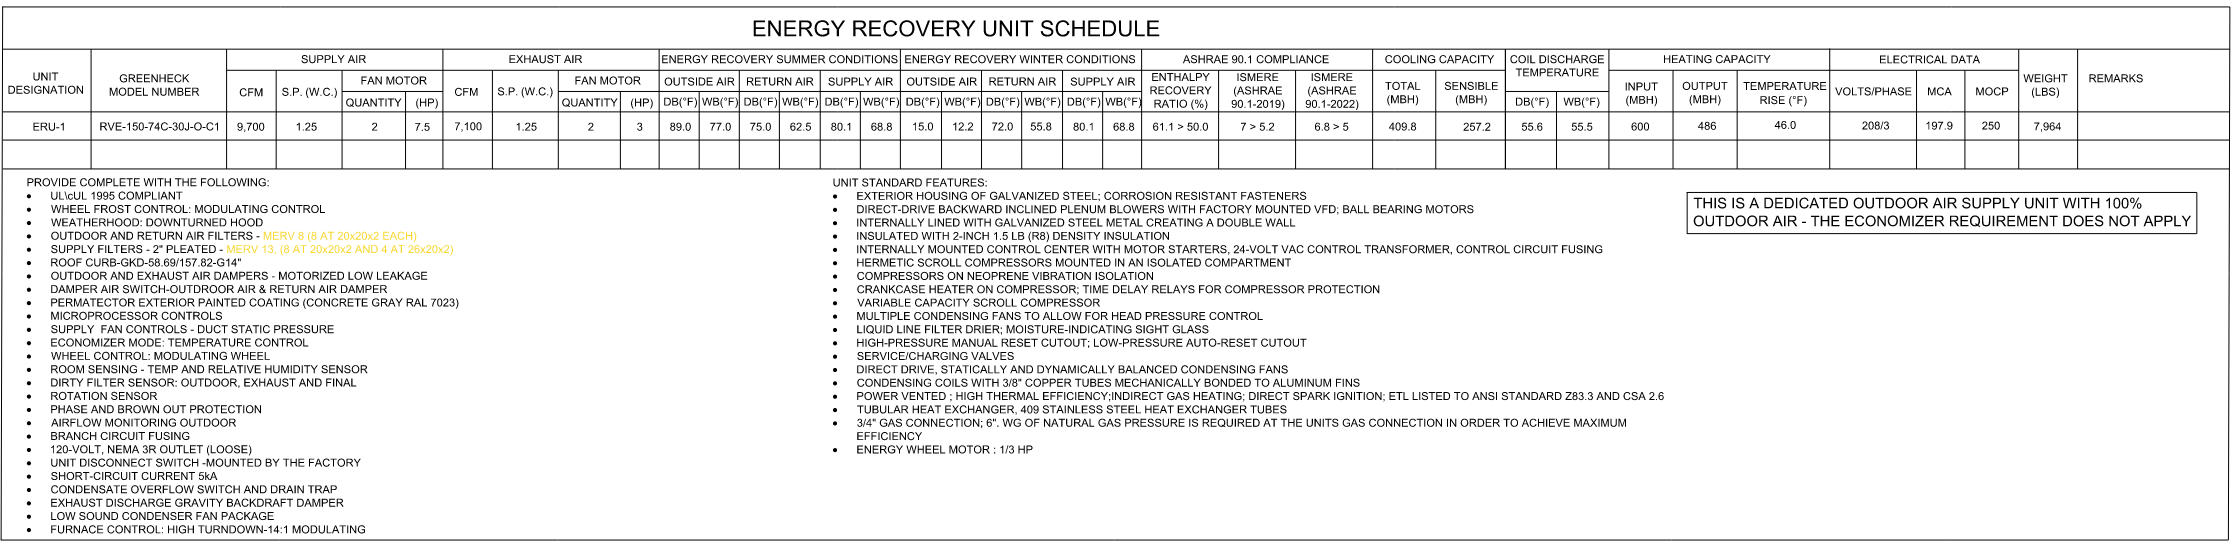 ENERGY RECOVERY UNIT SCHEDULE
UNIT DESIGNATION
GREENHECK MODEL NUMBER
SUPPLY AIR
CFM
S.P. (W.C.)
FAN MOTOR
QUANTITY (HP)
EXHAUST AIR
CFM
S.P. (W.C.)
FAN MOTOR
QUANTITY (HP)
ENERGY RECOVERY SUMMER CONDITIONS
OUTSIDE AIR RETURN AIR SUPPLY AIR
DB(°F) WB(°F) DB(°F) WB(°F) DB(°F) WB(°F)
ENERGY RECOVERY WINTER CONDITIONS
OUTSIDE AIR RETURN AIR SUPPLY AIR
DB(°F) WB(°F) DB(°F) WB(°F) DB(°F) WB(°F)
ASHRAE 90.1 COMPLIANCE
ENTHALPY RECOVERY RATIO (%)
ISMERE (ASHRAE 90.1-2019)
ISMERE (ASHRAE 90.1-2022)
COOLING CAPACITY
TOTAL (MBH)
SENSIBLE (MBH)
COIL DISCHARGE TEMPERATURE
DB(°F) WB(°F)
HEATING CAPACITY
INPUT (MBH)
OUTPUT (MBH)
TEMPERATURE RISE (°F)
ELECTRICAL DATA
VOLTS/PHASE MCA MOCP
WEIGHT (LBS)
REMARKS
ERU-1 RVE-150-74C-30J-O-C1 9,700 1.25 2 7.5 7,100 1.25 2 3 89.0 77.0 75.0 62.5 80.1 68.8 15.0 12.2 72.0 55.8 80.1 68.8 61.1 > 50.0 7 > 5.2 6.8 > 5 409.8 257.2 55.6 55.5 600 486 46.0 208/3 197.9 250 7,964
PROVIDE COMPLETE WITH THE FOLLOWING:
• UL\cUL 1995 COMPLIANT
• WHEEL FROST CONTROL: MODULATING CONTROL
• WEATHERHOOD: DOWNTURNED HOOD
• OUTDOOR AND RETURN AIR FILTERS - MERV 8 (8 AT 20x20x2 EACH)
• SUPPLY FILTERS - 2" PLEATED - MERV 13, (8 AT 20x20x2 AND 4 AT 26x20x2)
• ROOF CURB-GKD-58.69/157.82-G14"
• OUTDOOR AND EXHAUST AIR DAMPERS - MOTORIZED LOW LEAKAGE
• DAMPER AIR SWITCH-OUTDROOR AIR & RETURN AIR DAMPER
• PERMATECTOR EXTERIOR PAINTED COATING (CONCRETE GRAY RAL 7023)
• MICROPROCESSOR CONTROLS
• SUPPLY FAN CONTROLS - DUCT STATIC PRESSURE
• ECONOMIZER MODE: TEMPERATURE CONTROL
• WHEEL CONTROL: MODULATING WHEEL
• ROOM SENSING - TEMP AND RELATIVE HUMIDITY SENSOR
• DIRTY FILTER SENSOR: OUTDOOR, EXHAUST AND FINAL
• ROTATION SENSOR
• PHASE AND BROWN OUT PROTECTION
• AIRFLOW MONITORING OUTDOOR
• BRANCH CIRCUIT FUSING
• 120-VOLT, NEMA 3R OUTLET (LOOSE)
• UNIT DISCONNECT SWITCH -MOUNTED BY THE FACTORY
• SHORT-CIRCUIT CURRENT 5kA
• CONDENSATE OVERFLOW SWITCH AND DRAIN TRAP
• EXHAUST DISCHARGE GRAVITY BACKDRAFT DAMPER
• LOW SOUND CONDENSER FAN PACKAGE
• FURNACE CONTROL: HIGH TURNDOWN-14:1 MODULATING
UNIT STANDARD FEATURES:
• EXTERIOR HOUSING OF GALVANIZED STEEL; CORROSION RESISTANT FASTENERS
• DIRECT-DRIVE BACKWARD INCLINED PLENUM BLOWERS WITH FACTORY MOUNTED VFD; BALL BEARING MOTORS
• INTERNALLY LINED WITH GALVANIZED STEEL METAL CREATING A DOUBLE WALL
• INSULATED WITH 2-INCH 1.5 LB (R8) DENSITY INSULATION
• INTERNALLY MOUNTED CONTROL CENTER WITH MOTOR STARTERS, 24-VOLT VAC CONTROL TRANSFORMER, CONTROL CIRCUIT FUSING
• HERMETIC SCROLL COMPRESSORS MOUNTED IN AN ISOLATED COMPARTMENT
• COMPRESSORS ON NEOPRENE VIBRATION ISOLATION
• CRANKCASE HEATER ON COMPRESSOR; TIME DELAY RELAYS FOR COMPRESSOR PROTECTION
• VARIABLE CAPACITY SCROLL COMPRESSOR
• MULTIPLE CONDENSING FANS TO ALLOW FOR HEAD PRESSURE CONTROL
• LIQUID LINE FILTER DRIER; MOISTURE-INDICATING SIGHT GLASS
• HIGH-PRESSURE MANUAL RESET CUTOUT; LOW-PRESSURE AUTO-RESET CUTOUT
• SERVICE/CHARGING VALVES
• DIRECT DRIVE, STATICALLY AND DYNAMICALLY BALANCED CONDENSING FANS
• CONDENSING COILS WITH 3/8" COPPER TUBES MECHANICALLY BONDED TO ALUMINUM FINS
• POWER VENTED ; HIGH THERMAL EFFICIENCY;INDIRECT GAS HEATING; DIRECT SPARK IGNITION; ETL LISTED TO ANSI STANDARD Z83.3 AND CSA 2.6
• TUBULAR HEAT EXCHANGER, 409 STAINLESS STEEL HEAT EXCHANGER TUBES
• 3/4" GAS CONNECTION; 6". WG OF NATURAL GAS PRESSURE IS REQUIRED AT THE UNITS GAS CONNECTION IN ORDER TO ACHIEVE MAXIMUM
EFFICIENCY
• ENERGY WHEEL MOTOR : 1/3 HP
THIS IS A DEDICATED OUTDOOR AIR SUPPLY UNIT WITH 100%
OUTDOOR AIR - THE ECONOMIZER REQUIREMENT DOES NOT APPLY